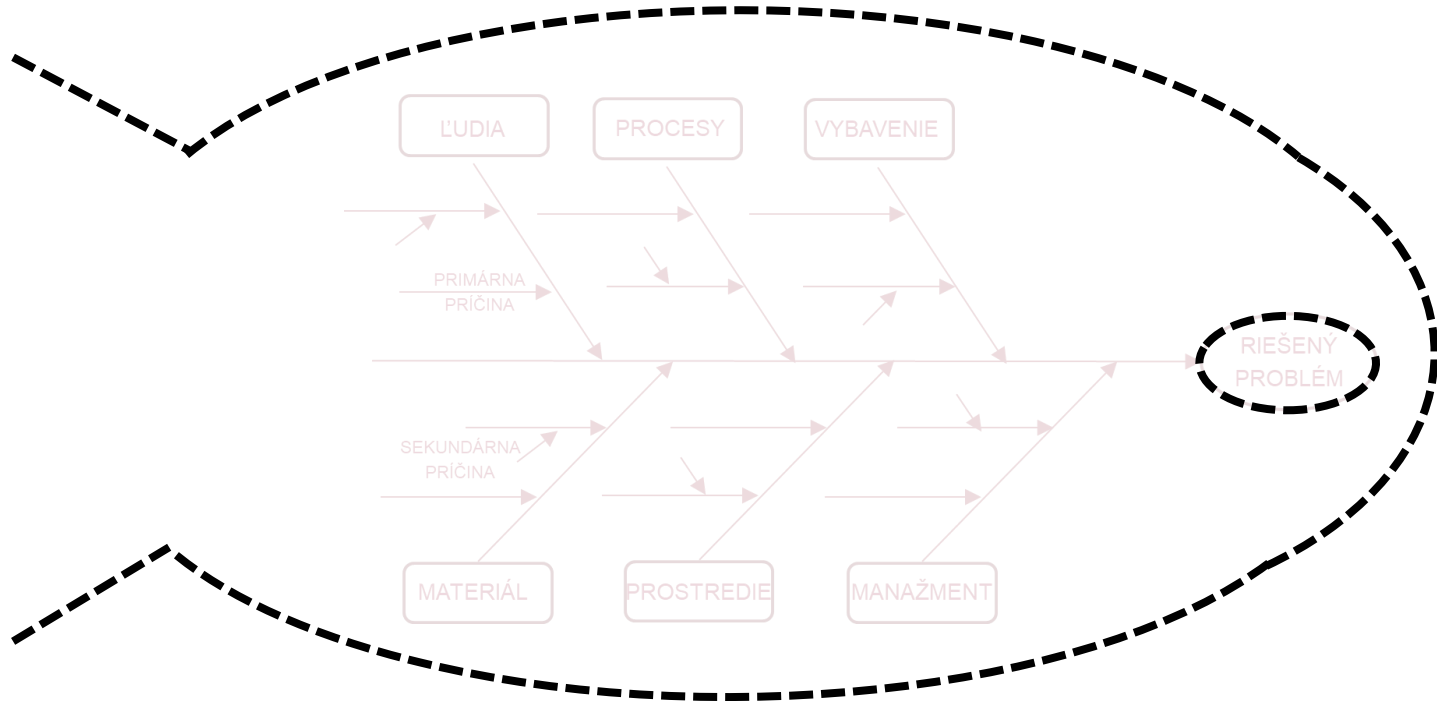 ĽUDIA
PROCESY
VYBAVENIE
PRIMÁRNA
PRÍČINA
RIEŠENÝ
PROBLÉM
SEKUNDÁRNA
PRÍČINA
MATERIÁL
PROSTREDIE
MANAŽMENT